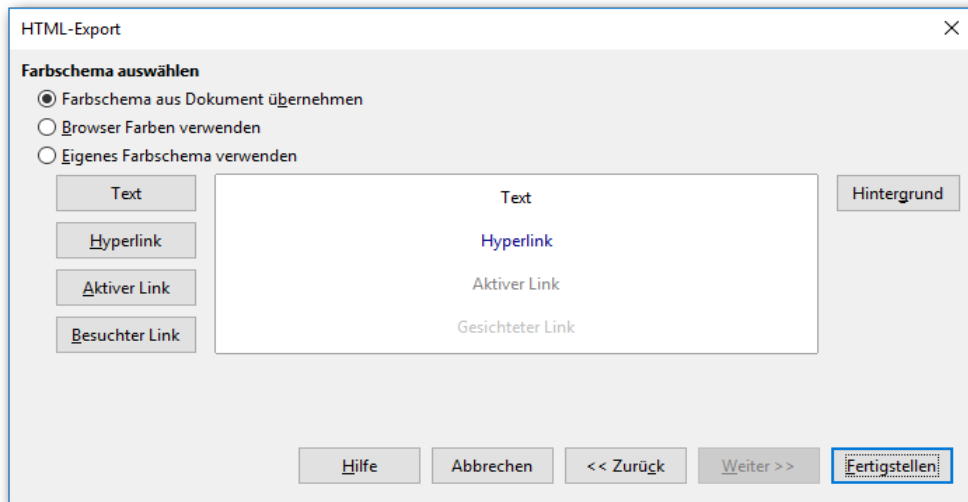 HTML-Export
Farbschema auswählen
Farbschema aus Dokument übernehmen
Browser Farben verwenden
Eigenes Farbschema verwenden
Text
Text
Hintergrund
Hyperlink
Hyperlink
Aktiver Link
Aktiver Link
Besuchter Link
Gesichteter Link
Hilfe
Abbrechen
<< Zurück
Weiter >>
Fertigstellen